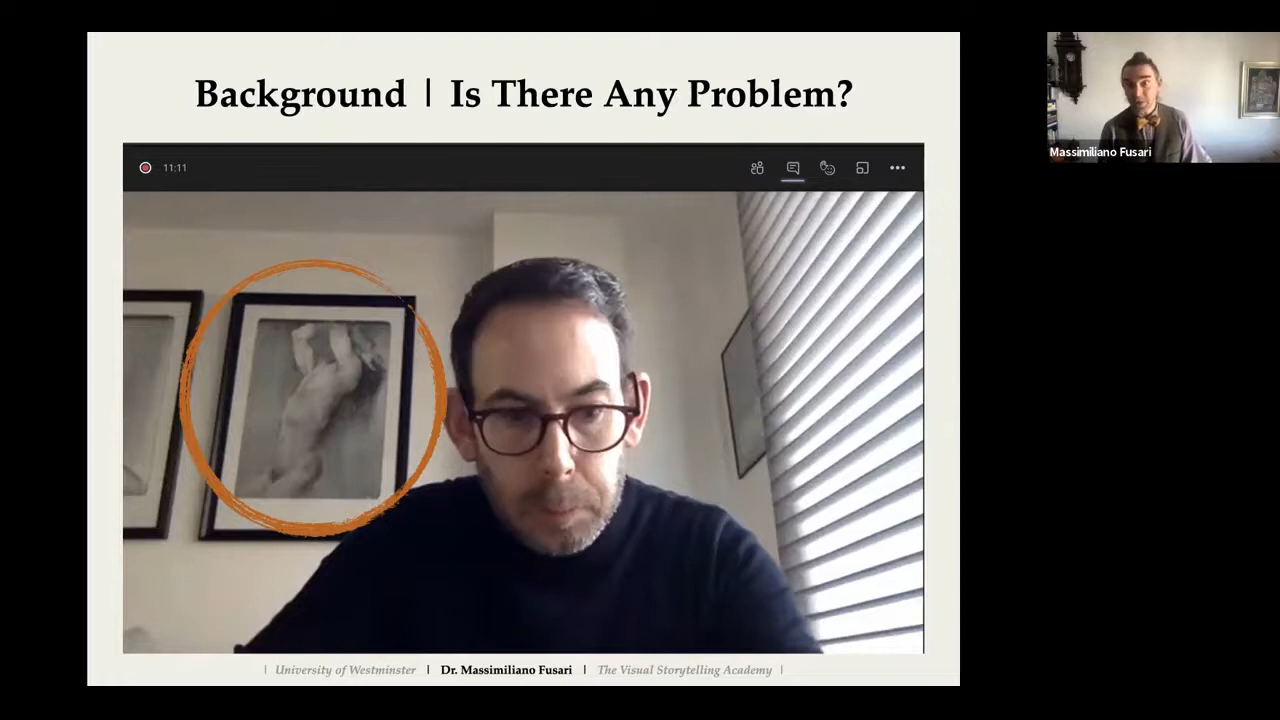 Background | Is There Any Problem?
11:11
Massimiliano Fusari
| University of Westminster | Dr. Massimiliano Fusari | The Visual Storytelling Academy |